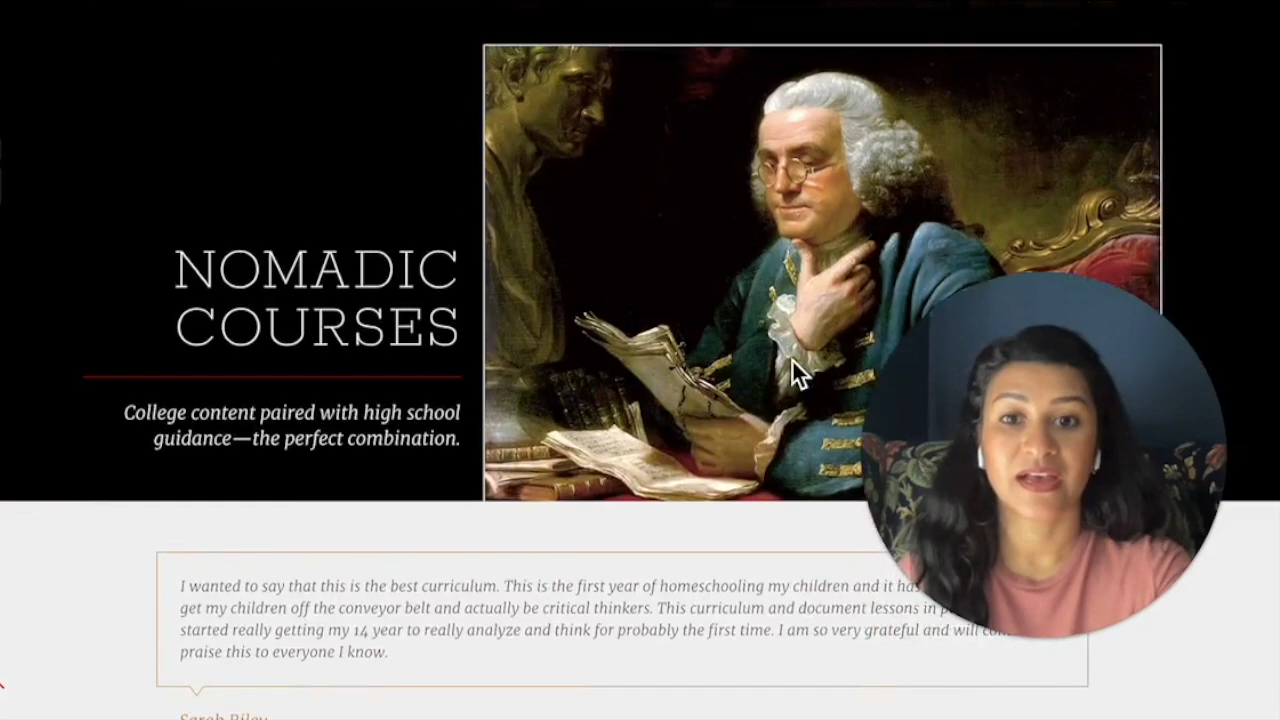 NOMADIC
COURSES
College content paired with high school
guidance—the perfect combination.
I wanted to say that this is the best curriculum. This is the first year of homeschooling my children and it has
get my children off the conveyor belt and actually be critical thinkers. This curriculum and document lessons in
started really getting my 14 year to really analyze and think for probably the first time. I am so very grateful and will
praise this to everyone I know.
Sarah Riley